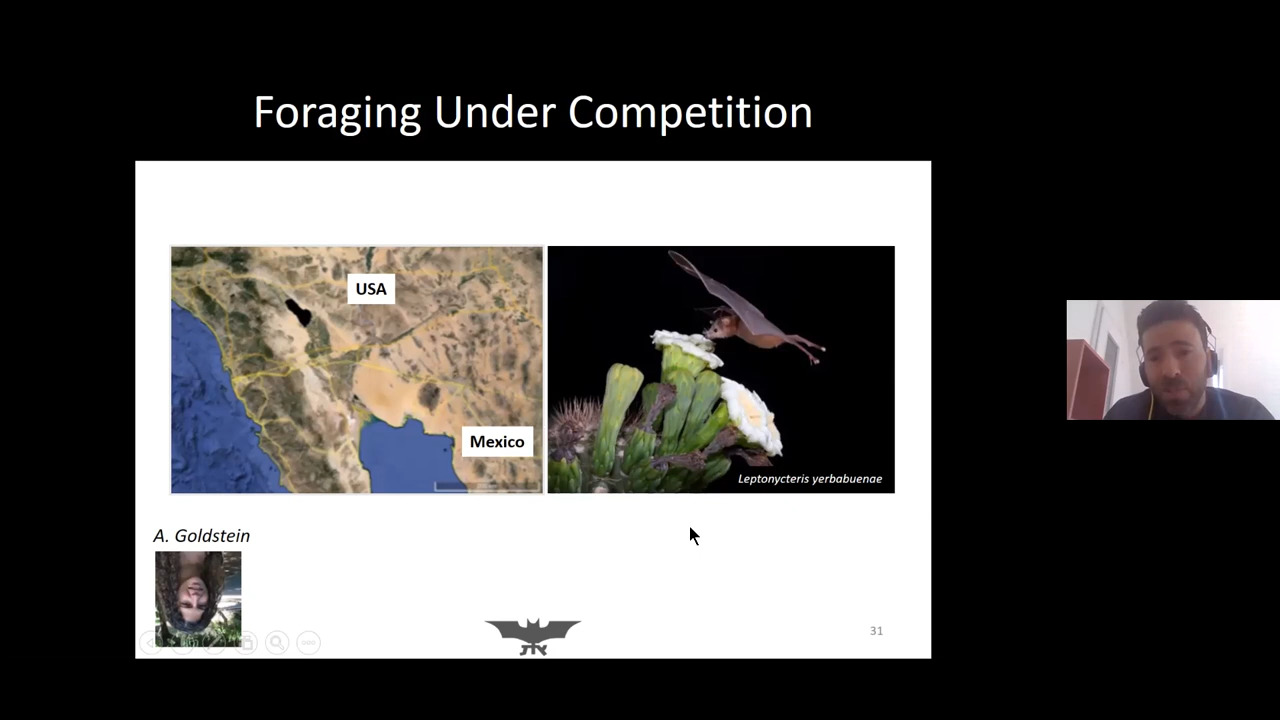 Foraging Under Competition
USA
Mexico
Leptonycteris yerbabuenae
A. Goldstein
31